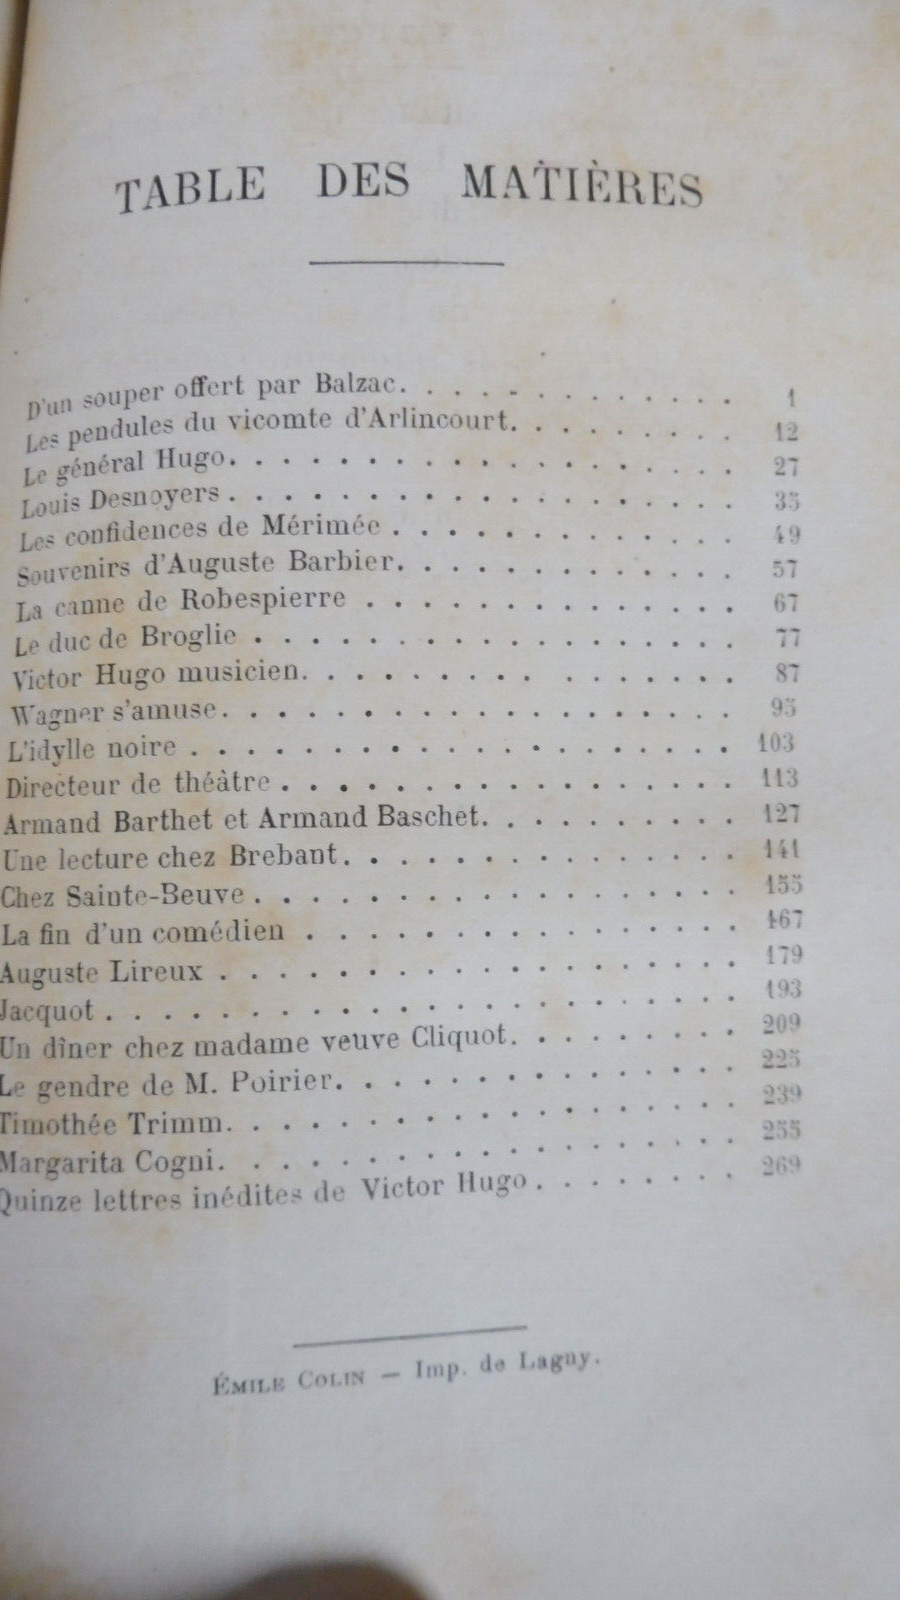 TABLE DES MATIÈRES
D'un souper offert par Balzac. . . . . . . . . . . . . 1
Les pendules du vicomte d'Arlincourt. . . . . . . . . 12
Le général Hugo. . . . . . . . . . . . . . . . . . . 27
Louis Desnoyers . . . . . . . . . . . . . . . . . . . 35
Les confidences de Mérimée . . . . . . . . . . . . . 49
Souvenirs d'Auguste Barbier. . . . . . . . . . . . . 57
La canne de Robespierre . . . . . . . . . . . . . . 67
Le duc de Broglie . . . . . . . . . . . . . . . . . . 77
Victor Hugo musicien. . . . . . . . . . . . . . . . 87
Wagner s'amuse. . . . . . . . . . . . . . . . . . . 95
L'idylle noire . . . . . . . . . . . . . . . . . . . . 103
Directeur de théâtre . . . . . . . . . . . . . . . . . 113
Armand Barthet et Armand Baschet. . . . . . . . . . 127
Une lecture chez Brebant. . . . . . . . . . . . . . . 141
Chez Sainte-Beuve . . . . . . . . . . . . . . . . . . 155
La fin d'un comédien . . . . . . . . . . . . . . . . 167
Auguste Lireux . . . . . . . . . . . . . . . . . . . 179
Jacquot . . . . . . . . . . . . . . . . . . . . . . . 193
Un dîner chez madame veuve Cliquot. . . . . . . . . 209
Le gendre de M. Poirier. . . . . . . . . . . . . . . 225
Timothée Trimm. . . . . . . . . . . . . . . . . . . 239
Margarita Cogni. . . . . . . . . . . . . . . . . . . 255
Quinze lettres inédites de Victor Hugo . . . . . . . . 269
ÉMILE COLIN — Imp. de Lagny.